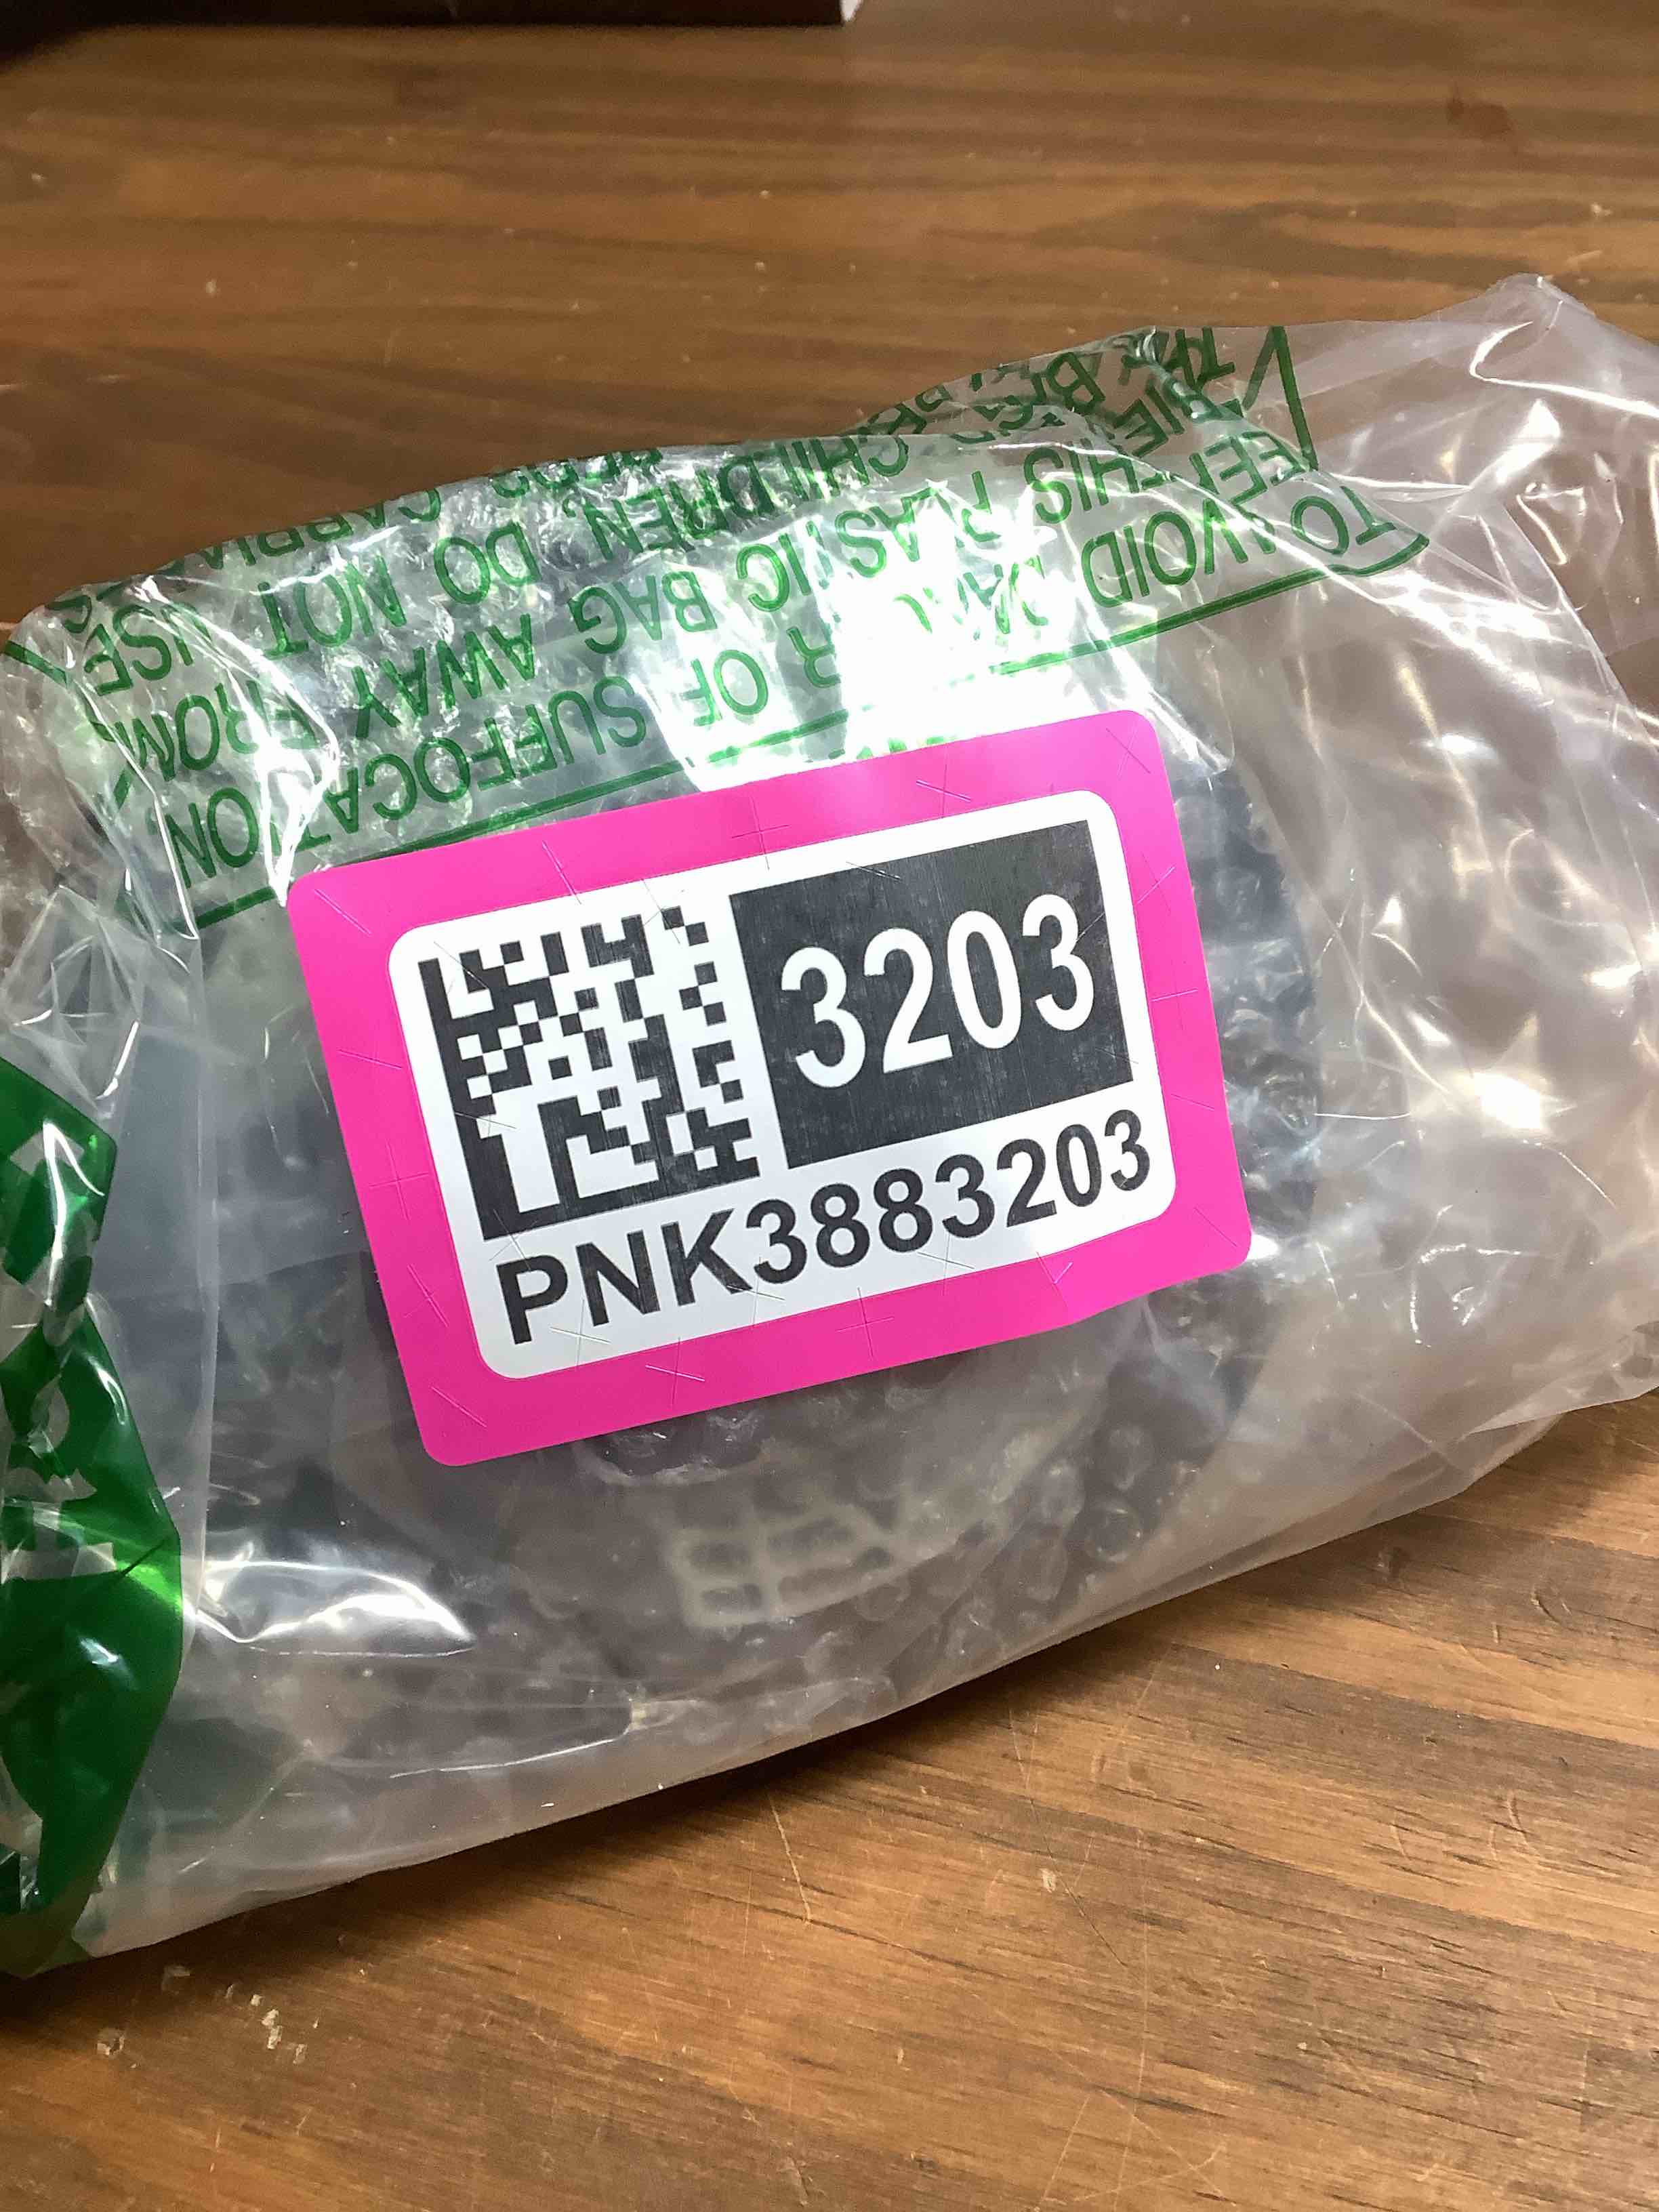 TO AVOID DANGER OF SUFFOCATION,
KEEP THIS PLASTIC BAG AWAY FROM
CHILDREN. DO NOT USE
3203
PNK3883203